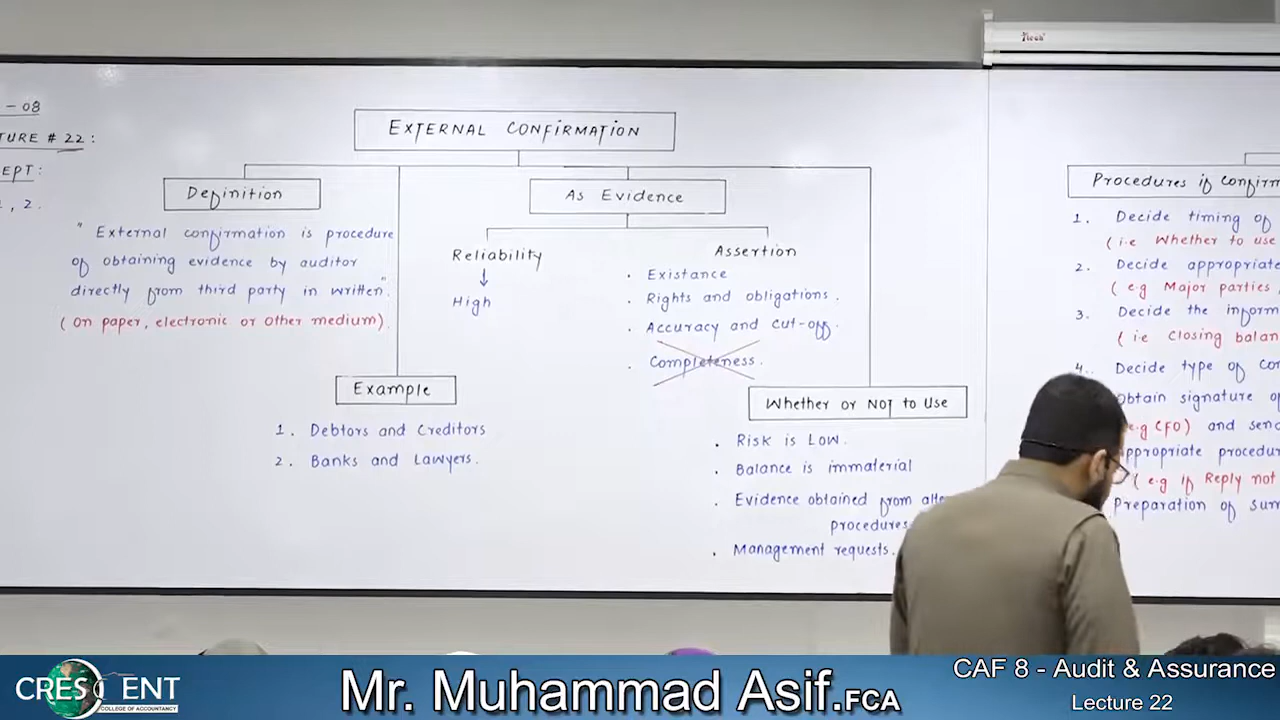 itech
- 08
TURE # 22 :
EPT :
, 2 .
EXTERNAL CONFIRMATION
Definition
" External confirmation is procedure
of obtaining evidence by auditor
directly from third party in written."
( On paper, electronic or other medium).
Example
1. Debtors and Creditors
2. Banks and Lawyers.
As Evidence
Reliability
↓
High
Assertion
. Existance
. Rights and obligations.
. Accuracy and cut-off.
. Completeness.
Whether or NOT to Use
. Risk is Low.
. Balance is immaterial
. Evidence obtained from alte
procedures.
. Management requests.
Procedures if Confirm
1. Decide timing of
( i.e Whether to use
2. Decide appropriate
( e.g Major parties,
3. Decide the inform
( i.e Closing balan
4. Decide type of Con
Obtain signature of
e.g CFO) and send
ppropriate procedur
( e.g If Reply not
Preparation of sum
CRESCENT
COLLEGE OF ACCOUNTANCY
Mr. Muhammad Asif.FCA
CAF 8 - Audit & Assurance
Lecture 22